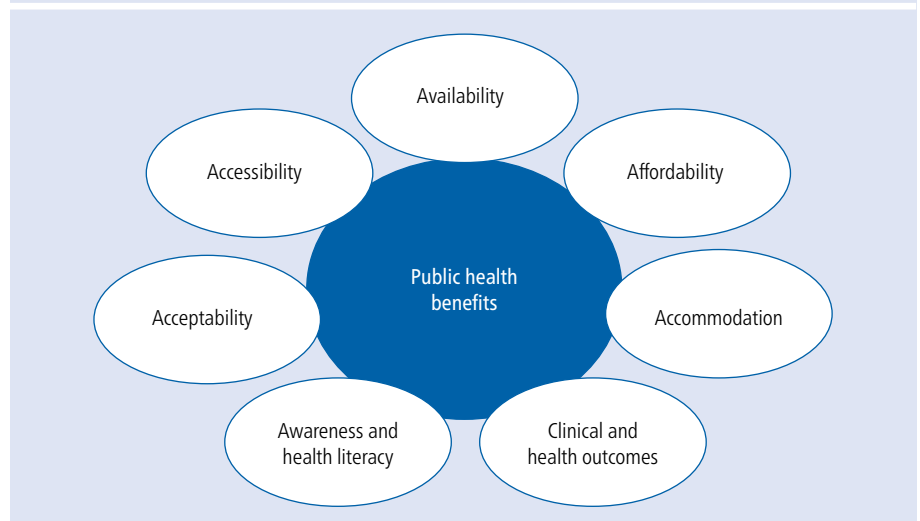 Availability
Accessibility
Affordability
Public health
benefits
Acceptability
Accommodation
Awareness and
health literacy
Clinical and
health outcomes